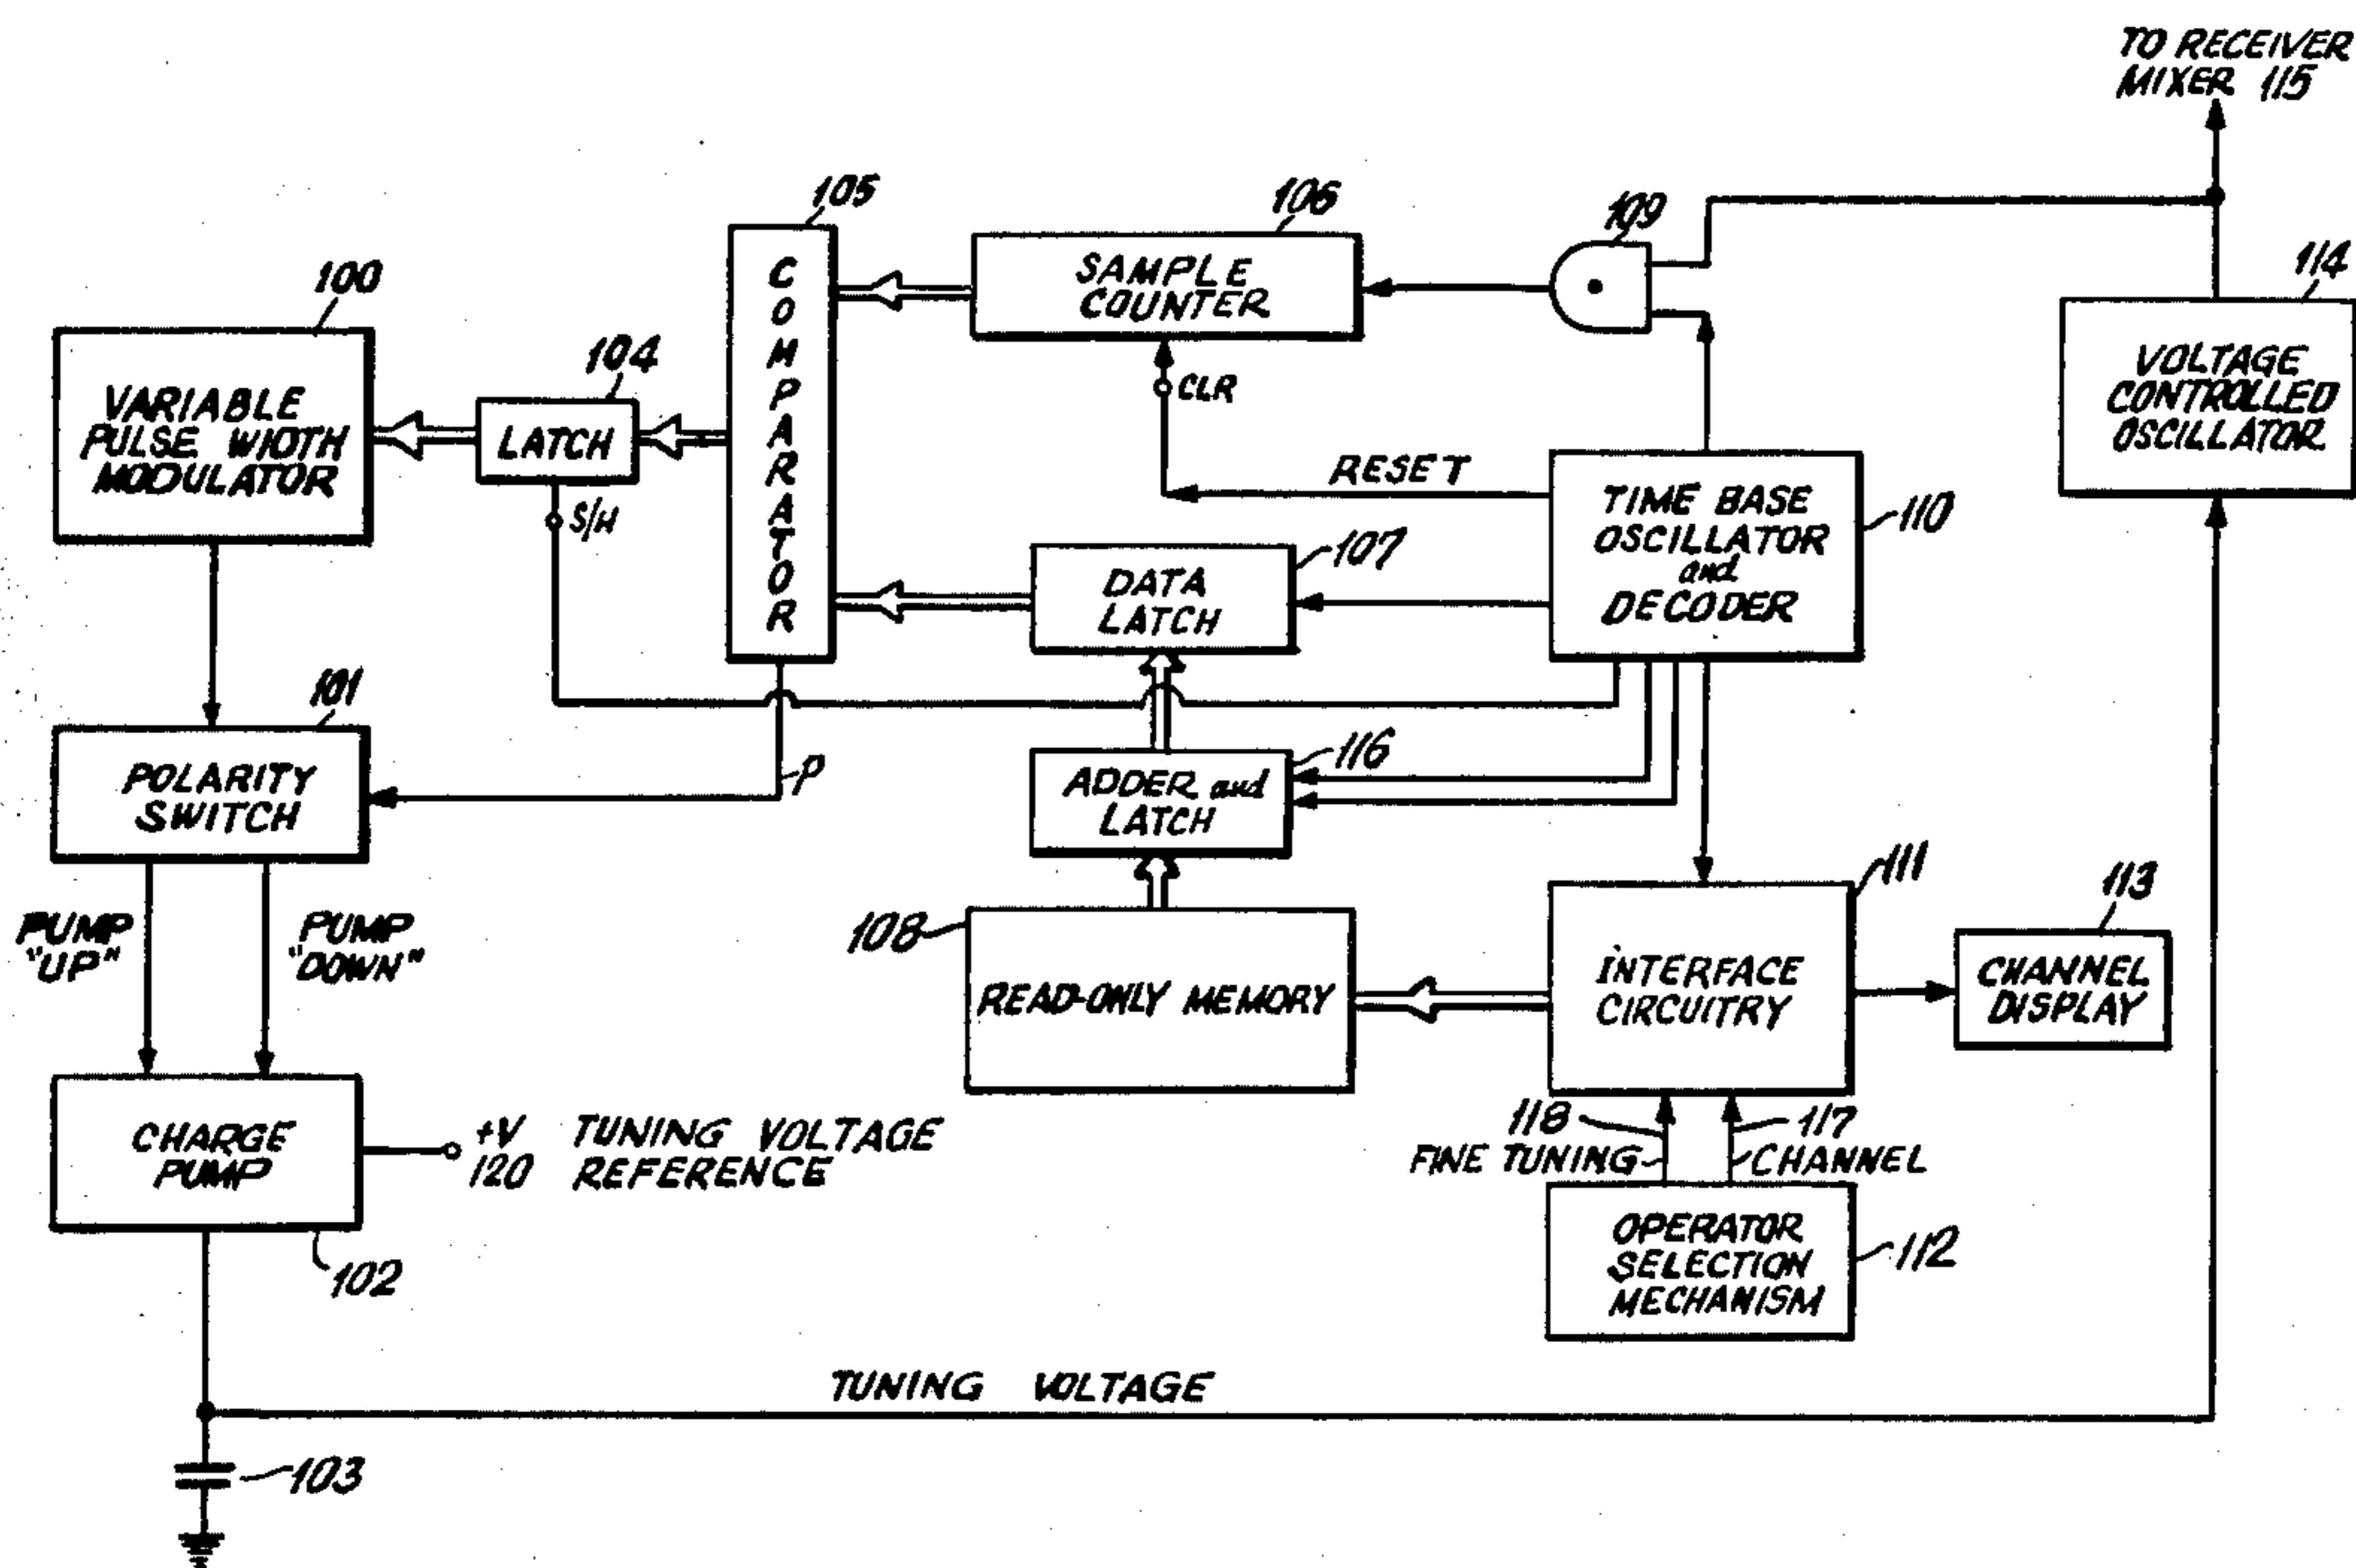 TO RECEIVER
MIXER 115
105
106
109
114
100
104
C
O
M
P
A
R
A
T
O
R
SAMPLE
COUNTER
VOLTAGE
CONTROLLED
OSCILLATOR
VARIABLE
PULSE WIDTH
MODULATOR
LATCH
S/H
CLR
RESET
TIME BASE
OSCILLATOR
and
DECODER
110
107
DATA
LATCH
101
POLARITY
SWITCH
P
116
ADDER and
LATCH
PUMP
"UP"
PUMP
"DOWN"
108
READ-ONLY MEMORY
111
INTERFACE
CIRCUITRY
113
CHANNEL
DISPLAY
CHARGE
PUMP
+V
120
TUNING VOLTAGE
REFERENCE
102
118
FINE TUNING
117
CHANNEL
OPERATOR
SELECTION
MECHANISM
112
TUNING VOLTAGE
103